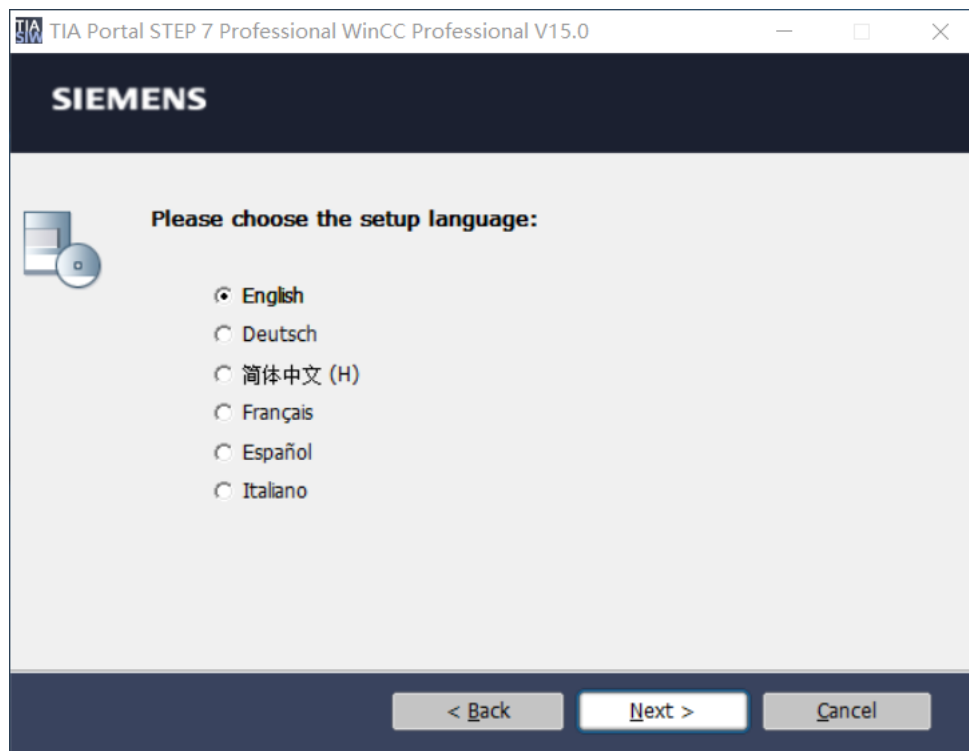 TIA Portal STEP 7 Professional WinCC Professional V15.0
SIEMENS
Please choose the setup language:
English
Deutsch
简体中文 (H)
Français
Español
Italiano
< Back
Next >
Cancel